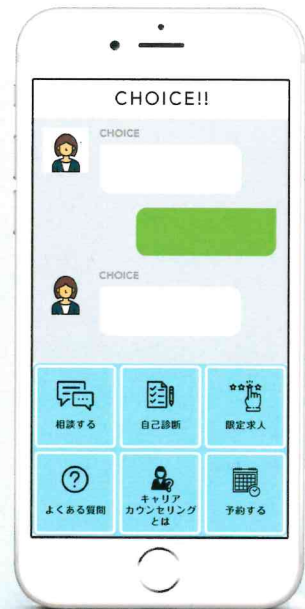 CHOICE!!
CHOICE
CHOICE
相談する
自己診断
限定求人
よくある質問
キャリア
カウンセリング
とは
予約する